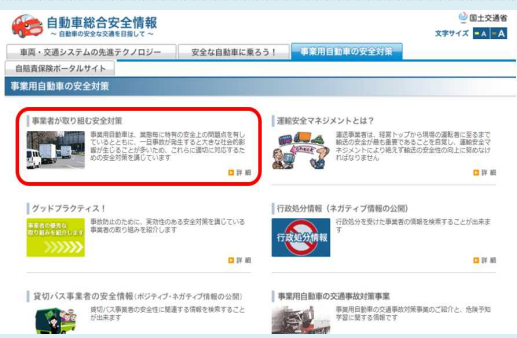 自動車総合安全情報
～ 自動車の安全な交通を目指して ～
国土交通省
文字サイズ - A - A
車両・交通システムの先進テクノロジー
安全な自動車に乗ろう！
事業用自動車の安全対策
自賠責保険ポータルサイト
事業用自動車の安全対策
事業者が取り組む安全対策
事業用自動車は、業態毎に特有の安全上の問題点を有し
ているとともに、一旦事故が発生すると大きな社会的影
響が生じることが多いため、これらに適切に対応するた
めの安全対策を講じています
詳 細
運輸安全マネジメントとは？
運送事業者は、経営トップから現場の運転者に至るまで
輸送の安全が最も重要であることを自覚し、運輸安全マ
ネジメントにより絶えず輸送の安全性の向上に努めなけ
ればなりません
詳 細
グッドプラクティス！
事業者の優秀な
取り組みを紹介します
事故防止のために、実効性のある安全対策を講じている
事業者の取り組みを紹介します
詳 細
行政処分情報（ネガティブ情報の公開）
行政処分情報
行政処分を受けた事業者の情報を検索することが出来ま
す
詳 細
貸切バス事業者の安全情報(ポジティブ・ネガティブ情報の公開)
貸切バス事業者の安全性に関連する情報を検索すること
が出来ます
事業用自動車の交通事故対策事業
事業用自動車の交通事故対策事業のご紹介と、危険予知
学習に関する情報です